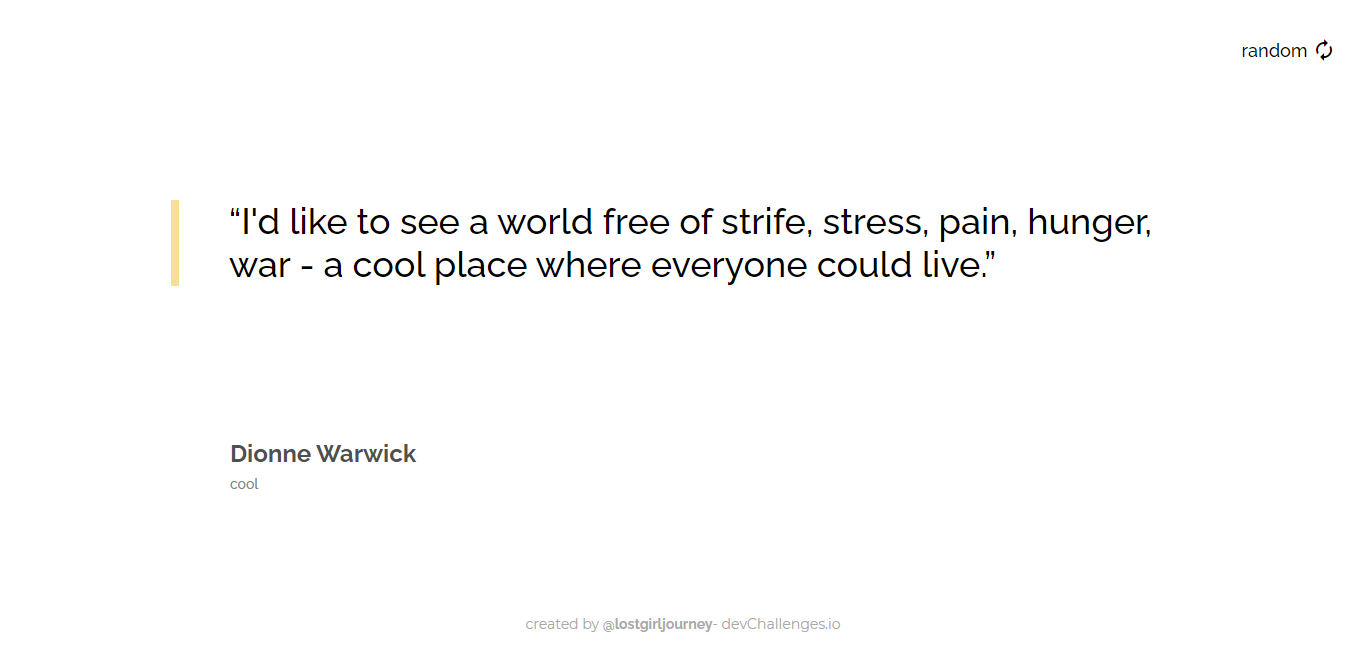 random
“I'd like to see a world free of strife, stress, pain, hunger,
war - a cool place where everyone could live.”
Dionne Warwick
cool
created by @lostgirljourney- devChallenges.io